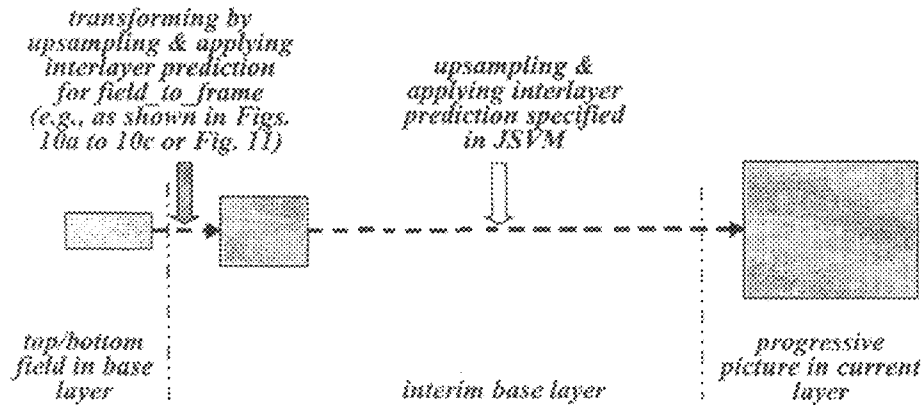 transforming by
upsampling & applying
interlayer prediction
for field_to_frame
(e.g., as shown in Figs.
10a to 10c or Fig. 11)
upsampling &
applying interlayer
prediction specified
in JSVM
top/bottom
field in base
layer
interim base layer
progressive
picture in current
layer